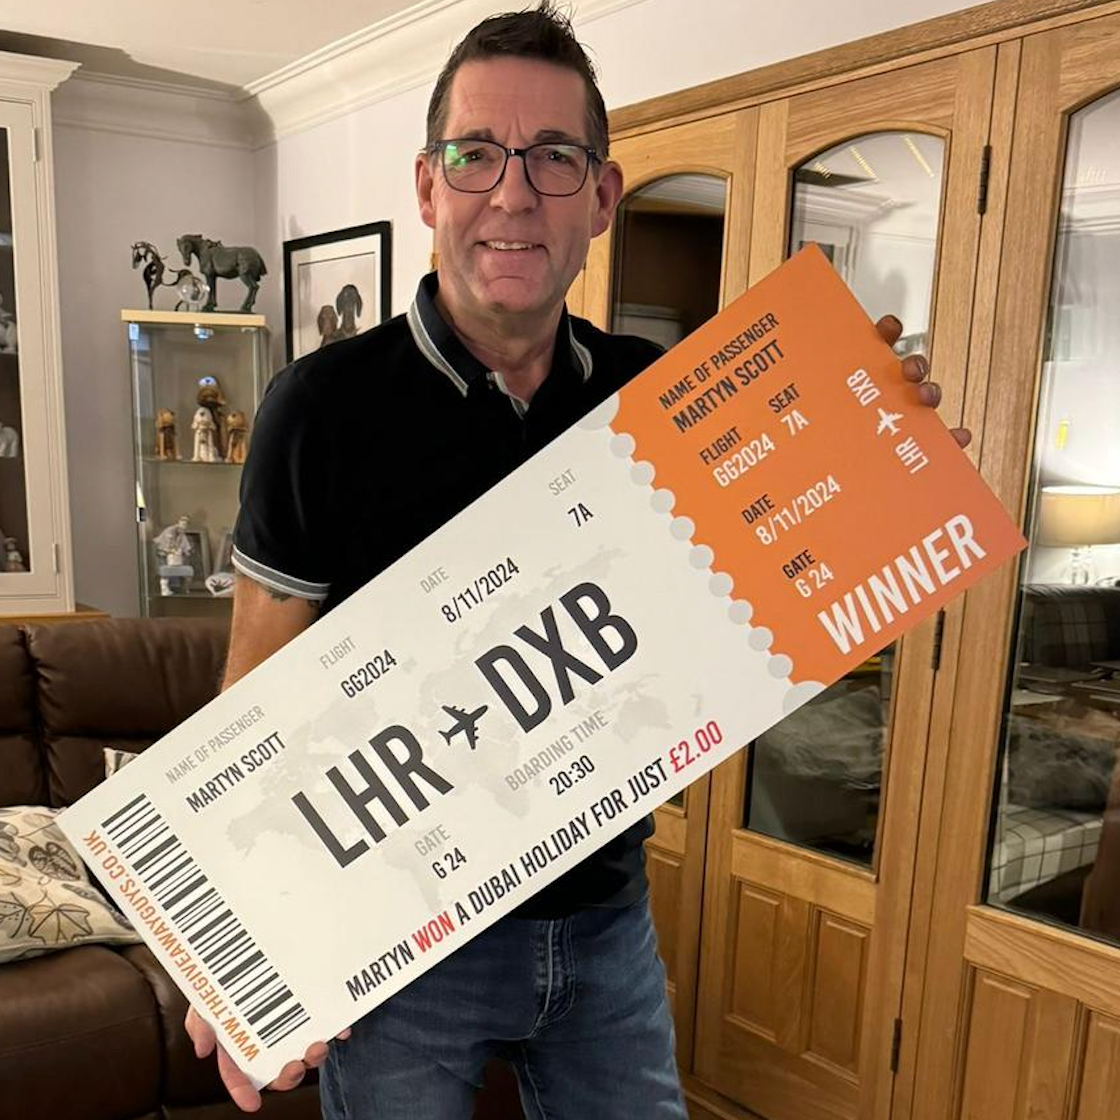 NAME OF PASSENGER
MARTYN SCOTT
FLIGHT
GG2024
DATE
8/11/2024
SEAT
7A
LHR DXB
GATE
G 24
BOARDING TIME
20:30
MARTYN WON A DUBAI HOLIDAY FOR JUST £2.00
WWW.THEGIVEAWAYGUYS.CO.UK
NAME OF PASSENGER
MARTYN SCOTT
FLIGHT
GG2024
SEAT
7A
DATE
8/11/2024
GATE
G 24
LHR DXB
WINNER